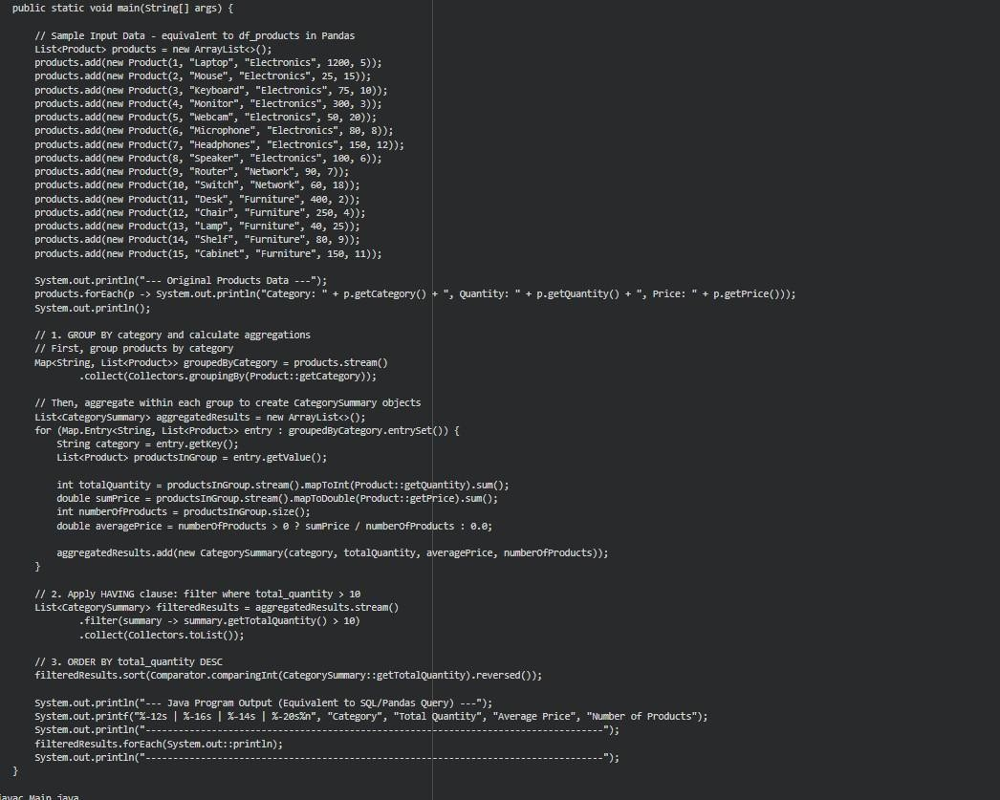 public static void main(String[] args) {
// Sample Input Data - equivalent to df_products in Pandas
List<Product> products = new ArrayList<>();
products.add(new Product(1, "Laptop", "Electronics", 1200, 5));
products.add(new Product(2, "Mouse", "Electronics", 25, 15));
products.add(new Product(3, "Keyboard", "Electronics", 75, 10));
products.add(new Product(4, "Monitor", "Electronics", 300, 3));
products.add(new Product(5, "Webcam", "Electronics", 50, 20));
products.add(new Product(6, "Microphone", "Electronics", 80, 8));
products.add(new Product(7, "Headphones", "Electronics", 150, 12));
products.add(new Product(8, "Speaker", "Electronics", 100, 6));
products.add(new Product(9, "Router", "Network", 90, 7));
products.add(new Product(10, "Switch", "Network", 60, 18));
products.add(new Product(11, "Desk", "Furniture", 400, 2));
products.add(new Product(12, "Chair", "Furniture", 250, 4));
products.add(new Product(13, "Lamp", "Furniture", 40, 25));
products.add(new Product(14, "Shelf", "Furniture", 80, 9));
products.add(new Product(15, "Cabinet", "Furniture", 150, 11));
System.out.println("--- Original Products Data ---");
products.forEach(p -> System.out.println("Category: " + p.getCategory() + ", Quantity: " + p.getQuantity() + ", Price: " + p.getPrice()));
System.out.println();
// 1. GROUP BY category and calculate aggregations
// First, group products by category
Map<String, List<Product>> groupedByCategory = products.stream()
.collect(Collectors.groupingBy(Product::getCategory));
// Then, aggregate within each group to create CategorySummary objects
List<CategorySummary> aggregatedResults = new ArrayList<>();
for (Map.Entry<String, List<Product>> entry : groupedByCategory.entrySet()) {
String category = entry.getKey();
List<Product> productsInGroup = entry.getValue();
int totalQuantity = productsInGroup.stream().mapToInt(Product::getQuantity).sum();
double sumPrice = productsInGroup.stream().mapToDouble(Product::getPrice).sum();
int numberOfProducts = productsInGroup.size();
double averagePrice = numberOfProducts > 0 ? sumPrice / numberOfProducts : 0.0;
aggregatedResults.add(new CategorySummary(category, totalQuantity, averagePrice, numberOfProducts));
}
// 2. Apply HAVING clause: filter where total_quantity > 10
List<CategorySummary> filteredResults = aggregatedResults.stream()
.filter(summary -> summary.getTotalQuantity() > 10)
.collect(Collectors.toList());
// 3. ORDER BY total_quantity DESC
filteredResults.sort(Comparator.comparingInt(CategorySummary::getTotalQuantity).reversed());
System.out.println("--- Java Program Output (Equivalent to SQL/Pandas Query) ---");
System.out.printf("%-12s | %-16s | %-14s | %-20s%n", "Category", "Total Quantity", "Average Price", "Number of Products");
System.out.println("-----------------------------------------------------------------------------------");
filteredResults.forEach(System.out::println);
System.out.println("-----------------------------------------------------------------------------------");
}
javac Main.java